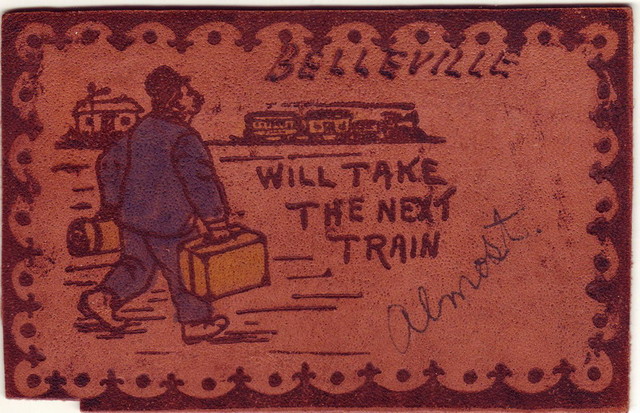 BELLEVILLE
WILL TAKE
THE NEXT
TRAIN
Almost.